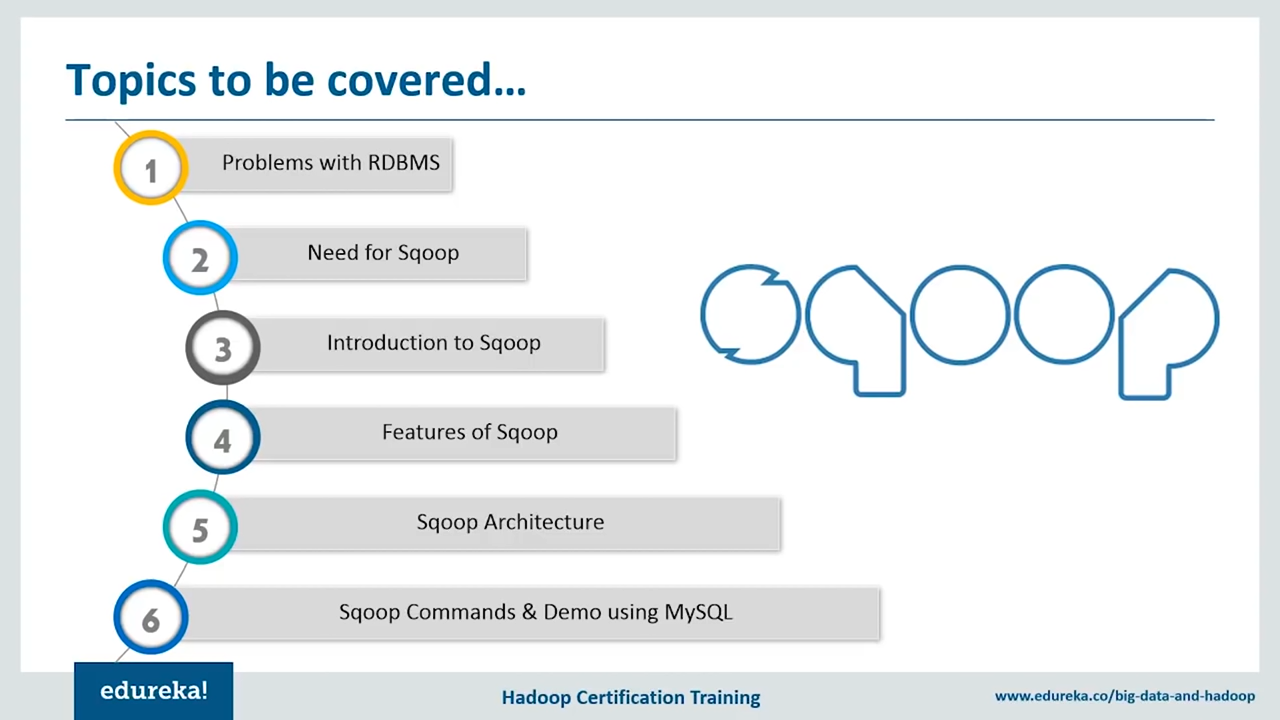 Topics to be covered...
1
Problems with RDBMS
2
Need for Sqoop
3
Introduction to Sqoop
sqoop
4
Features of Sqoop
5
Sqoop Architecture
6
Sqoop Commands & Demo using MySQL
edureka!
Hadoop Certification Training
www.edureka.co/big-data-and-hadoop